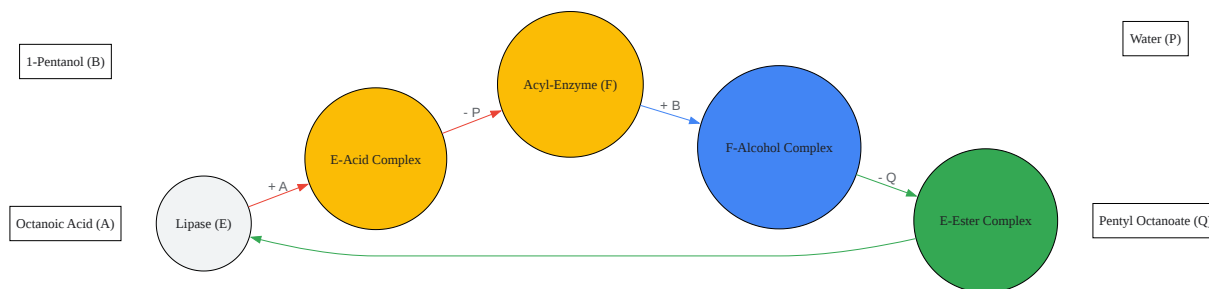 1-Pentanol (B)
Octanoic Acid (A)
Lipase (E)
+ A
E-Acid Complex
- P
Acyl-Enzyme (F)
+ B
F-Alcohol Complex
- Q
E-Ester Complex
Water (P)
Pentyl Octanoate (Q)